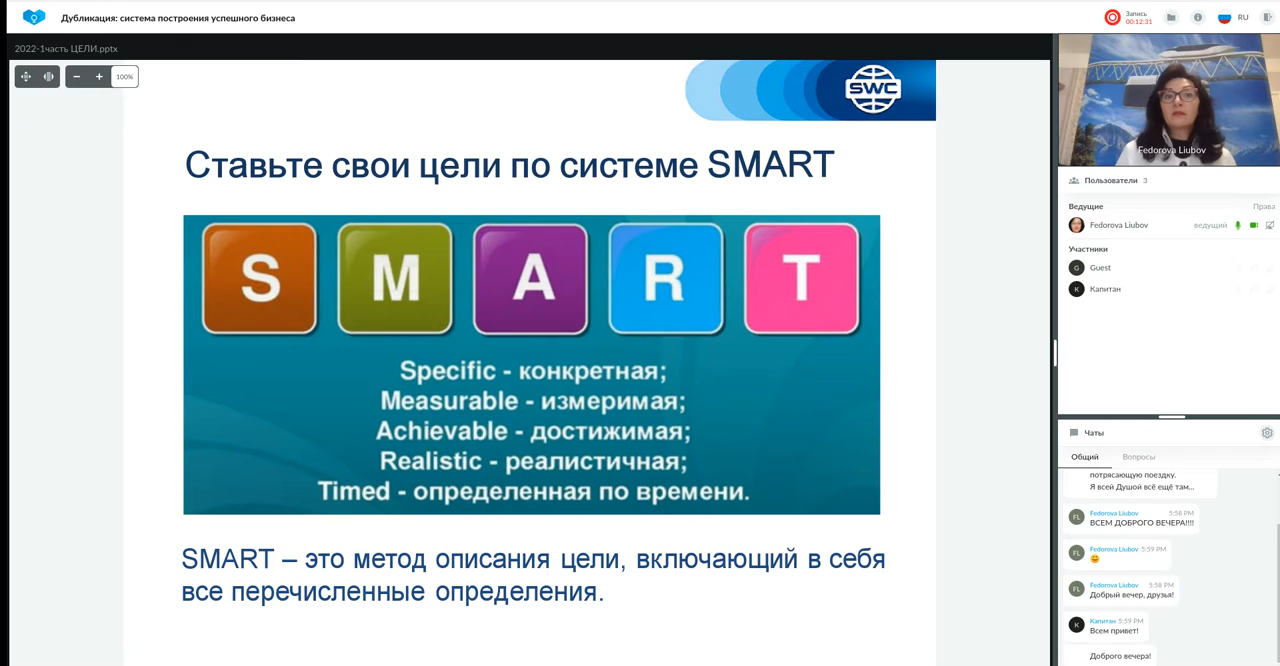 Дубликация: система построения успешного бизнеса
Запись
00:12:31
RU
2022-1часть ЦЕЛИ.pptx
100%
SWC
Ставьте свои цели по системе SMART
S M A R T
Specific - конкретная;
Measurable - измеримая;
Achievable - достижимая;
Realistic - реалистичная;
Timed - определенная по времени.
SMART – это метод описания цели, включающий в себя
все перечисленные определения.
Fedorova Liubov
Пользователи 3
Ведущие Права
Fedorova Liubov ведущий
Участники
G Guest
К Капитан
Чаты
Общий Вопросы
потрясающую поездку.
Я всей Душой всё ещё там...
FL Fedorova Liubov 5:58 PM
ВСЕМ ДОБРОГО ВЕЧЕРА!!!!
FL Fedorova Liubov 5:59 PM
😊
FL Fedorova Liubov 5:58 PM
Добрый вечер, друзья!
К Капитан 5:59 PM
Всем привет!
Доброго вечера!